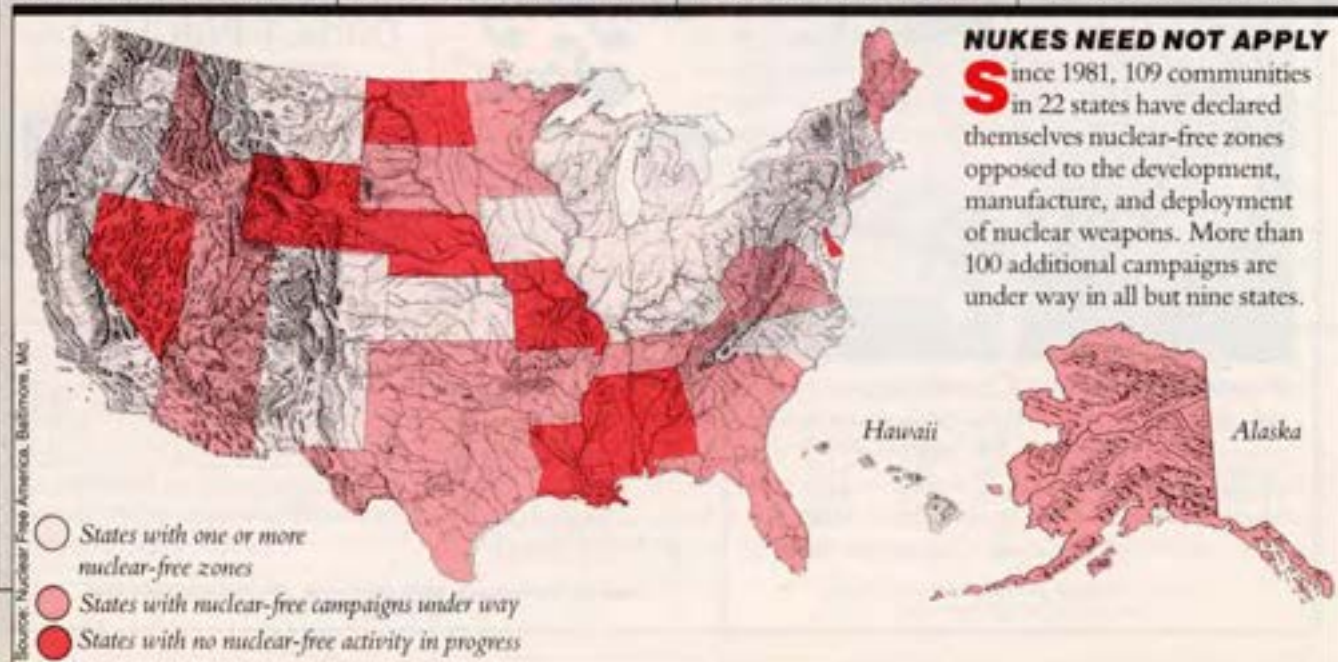 NUKES NEED NOT APPLY
Since 1981, 109 communities
in 22 states have declared
themselves nuclear-free zones
opposed to the development,
manufacture, and deployment
of nuclear weapons. More than
100 additional campaigns are
under way in all but nine states.
Hawaii
Alaska
States with one or more
nuclear-free zones
States with nuclear-free campaigns under way
States with no nuclear-free activity in progress
Source: Nuclear Free America, Baltimore, Md.